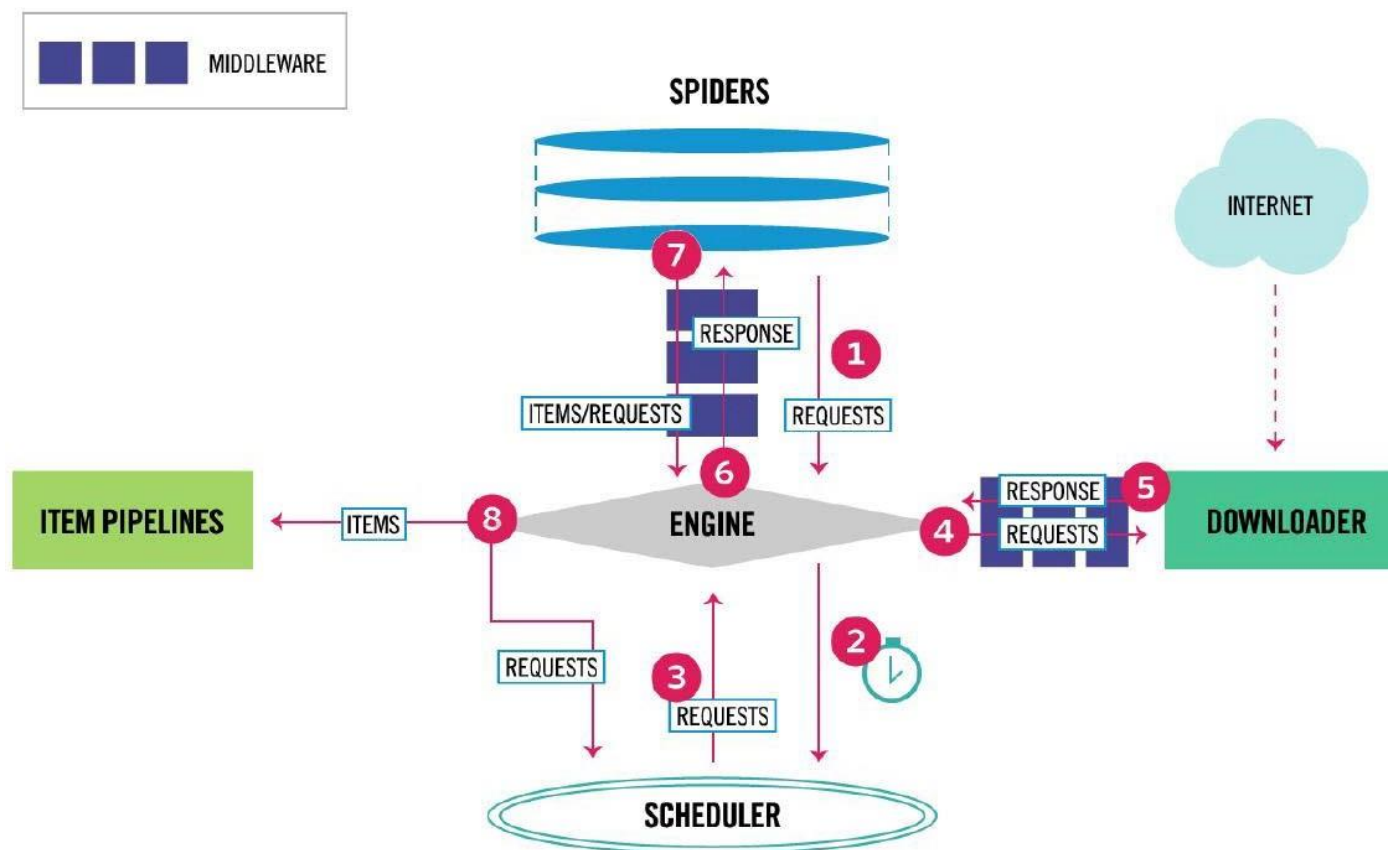 MIDDLEWARE
SPIDERS
INTERNET
7
RESPONSE
1
ITEMS/REQUESTS
REQUESTS
6
RESPONSE
5
ITEM PIPELINES
ITEMS
8
ENGINE
4
REQUESTS
DOWNLOADER
2
REQUESTS
3
REQUESTS
SCHEDULER